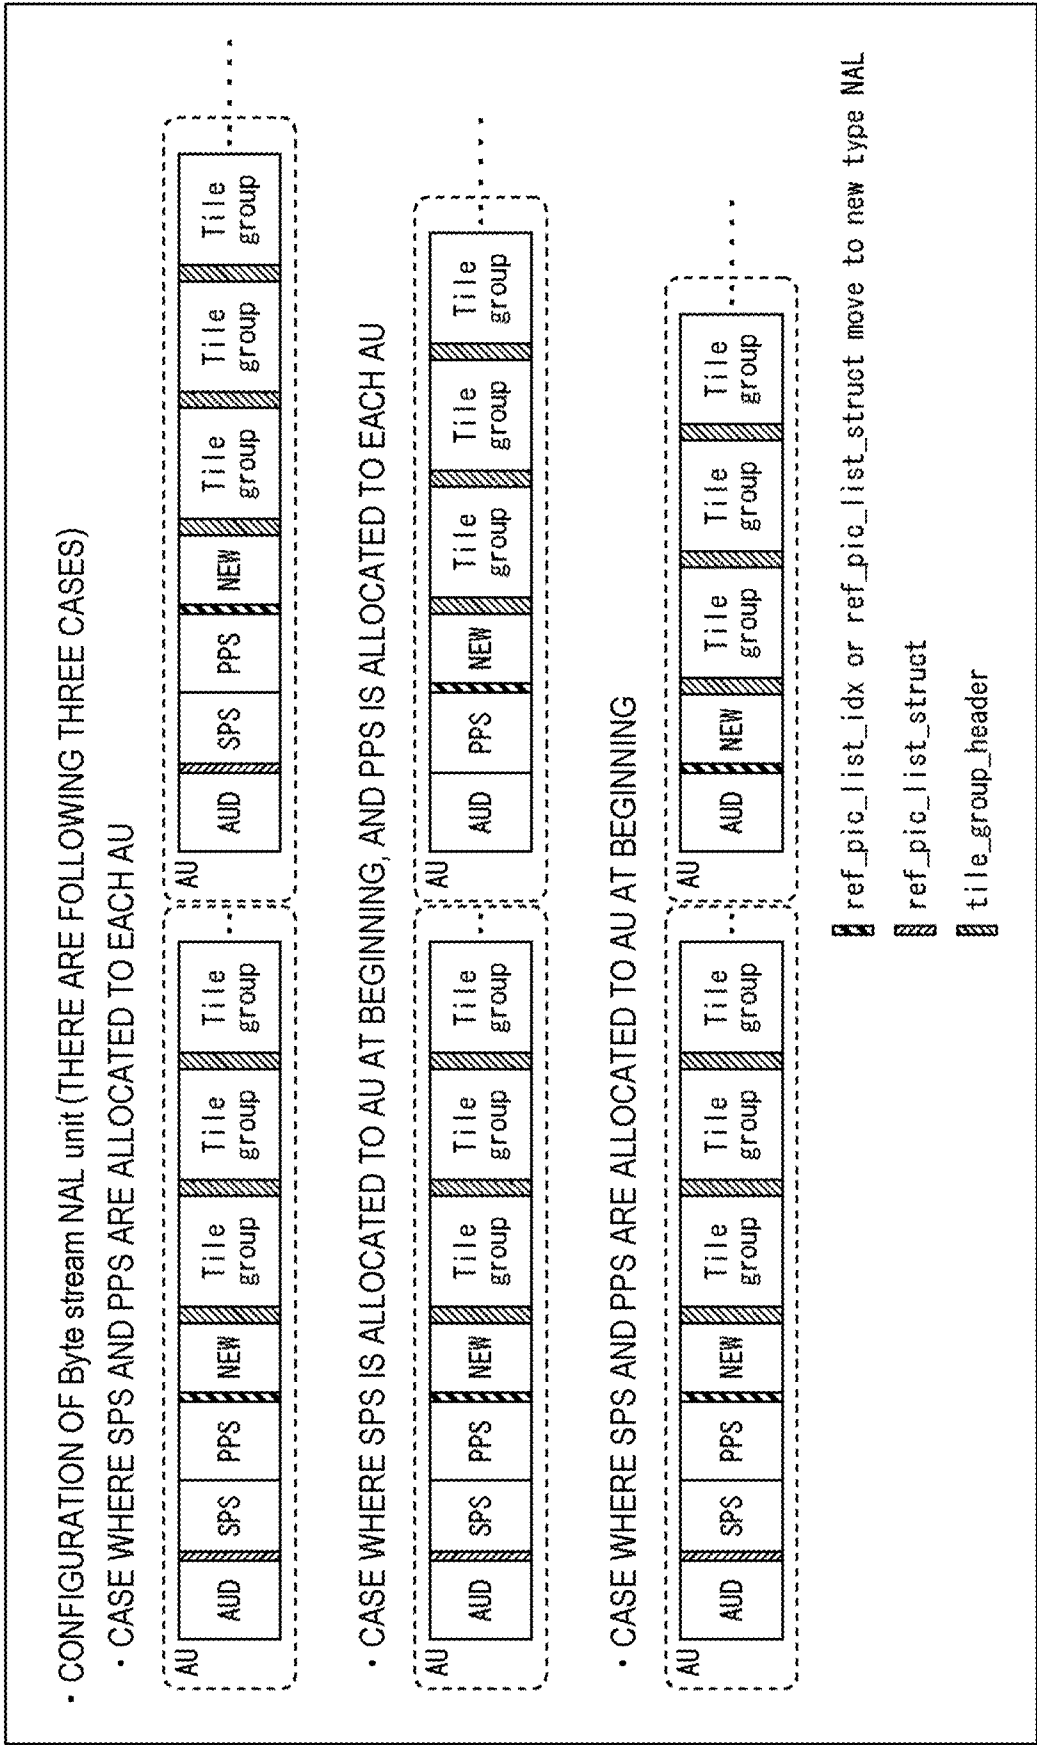 ・CONFIGURATION OF Byte stream NAL unit (THERE ARE FOLLOWING THREE CASES)
・CASE WHERE SPS AND PPS ARE ALLOCATED TO EACH AU
AU
AU
AUD SPS PPS NEW Tile group Tile group Tile group
AUD SPS PPS NEW Tile group Tile group Tile group
・CASE WHERE SPS IS ALLOCATED TO AU AT BEGINNING, AND PPS IS ALLOCATED TO EACH AU
AU
AU
AUD SPS PPS NEW Tile group Tile group Tile group
AUD PPS NEW Tile group Tile group Tile group
・CASE WHERE SPS AND PPS ARE ALLOCATED TO AU AT BEGINNING
AU
AU
AUD SPS PPS NEW Tile group Tile group Tile group
AUD NEW Tile group Tile group Tile group
ref_pic_list_idx or ref_pic_list_struct move to new type NAL
ref_pic_list_struct
tile_group_header